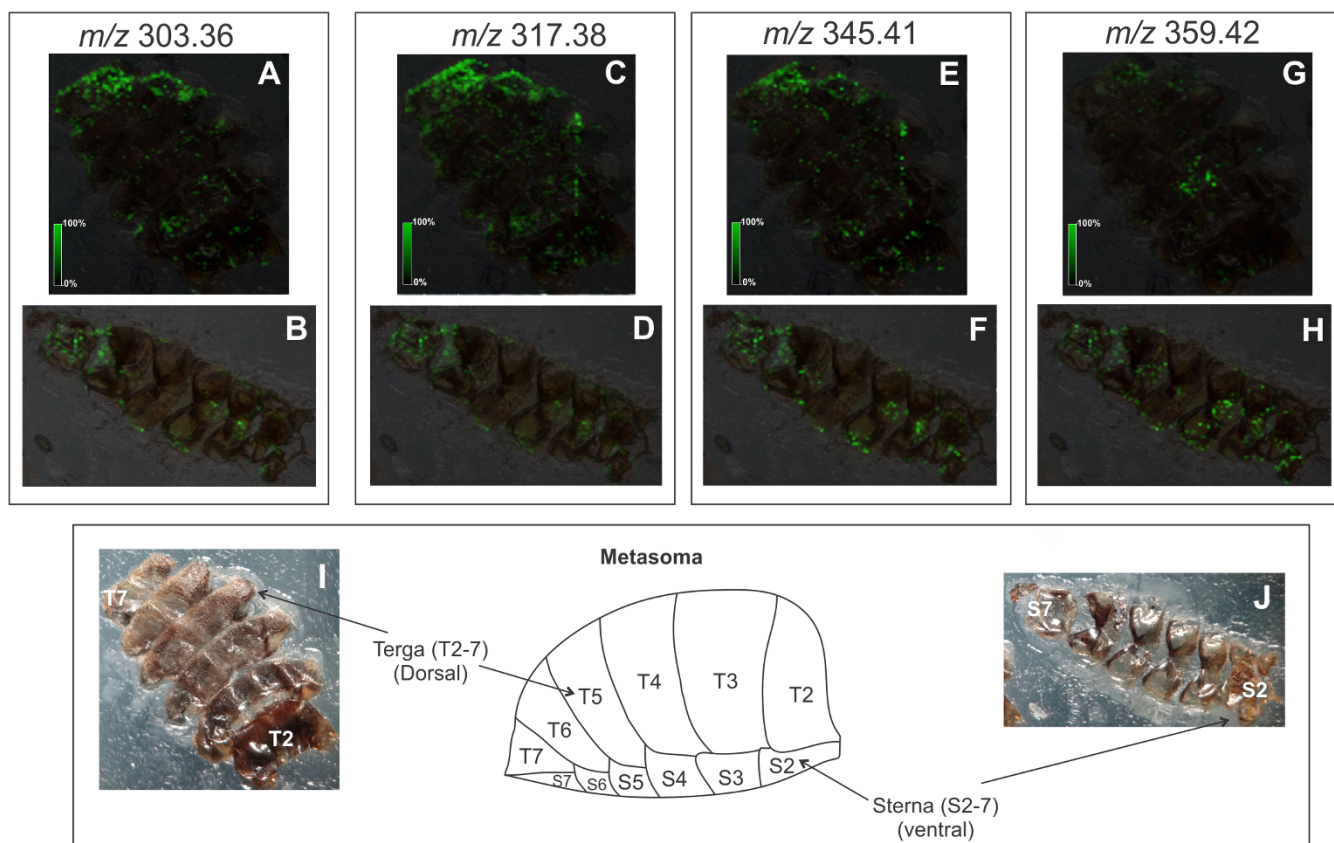 m/z 303.36
m/z 317.38
m/z 345.41
m/z 359.42
A
C
E
G
100%
0%
100%
0%
100%
0%
100%
0%
B
D
F
H
Metasoma
I
T7
T2
Terga (T2-7)
(Dorsal)
T5
T4
T3
T2
T6
T7
S7
S6
S5
S4
S3
S2
J
S7
S2
Sterna (S2-7)
(ventral)